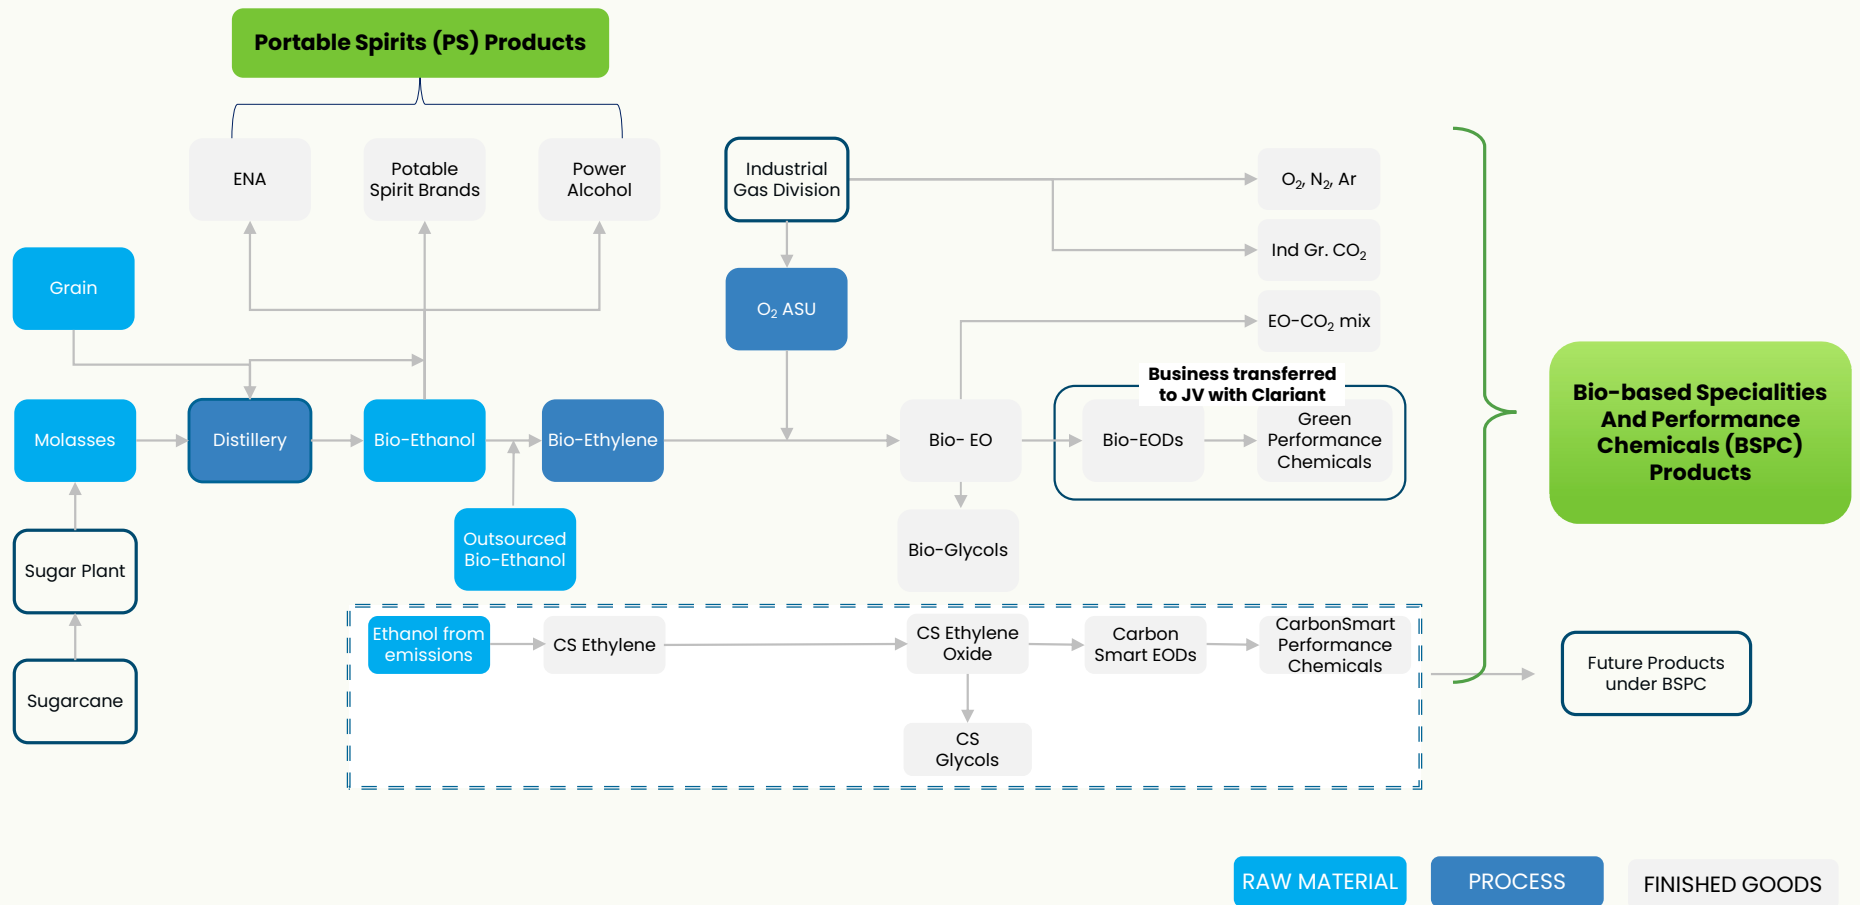 Portable Spirits (PS) Products
ENA
Potable
Spirit Brands
Power
Alcohol
Industrial
Gas Division
O₂, N₂, Ar
Ind Gr. CO₂
Grain
O₂ ASU
EO-CO₂ mix
Business transferred
to JV with Clariant
Molasses
Distillery
Bio-Ethanol
Bio-Ethylene
Bio- EO
Bio-EODs
Green
Performance
Chemicals
Bio-based Specialities
And Performance
Chemicals (BSPC)
Products
Outsourced
Bio-Ethanol
Bio-Glycols
Sugar Plant
Sugarcane
Ethanol from
emissions
CS Ethylene
CS Ethylene
Oxide
Carbon
Smart EODs
CarbonSmart
Performance
Chemicals
CS
Glycols
Future Products
under BSPC
RAW MATERIAL
PROCESS
FINISHED GOODS